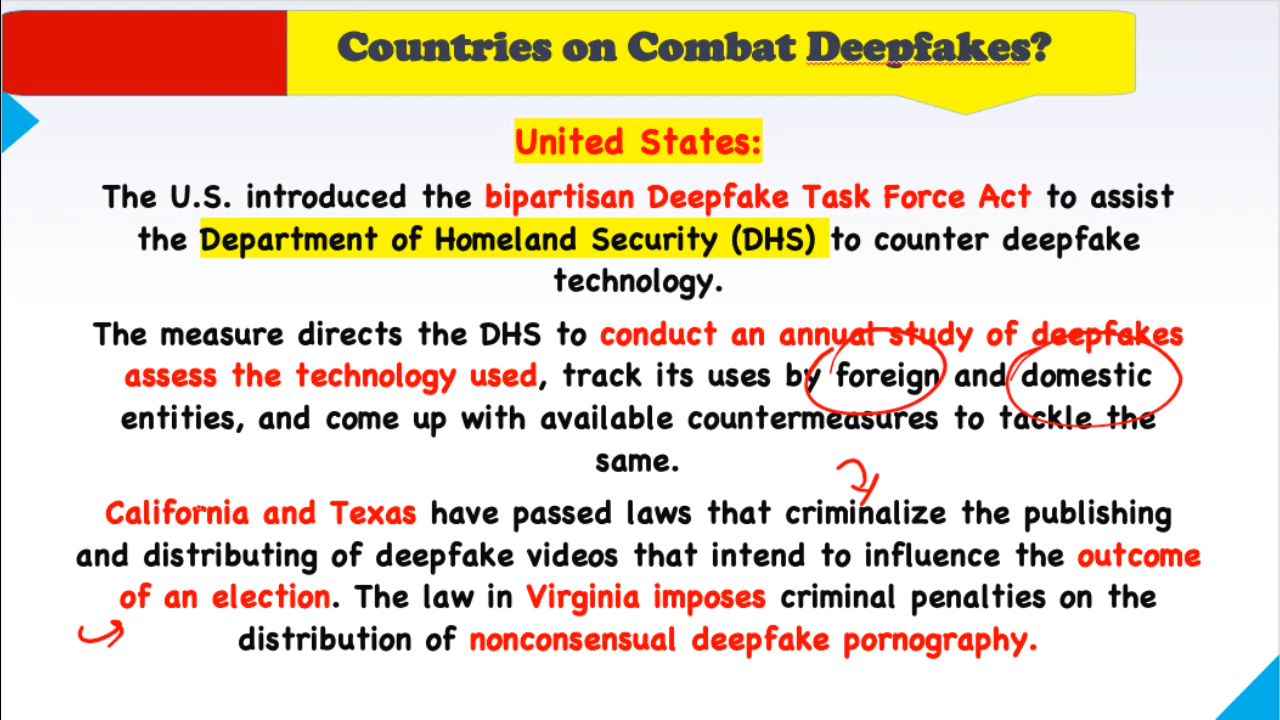 Countries on Combat Deepfakes?
United States:
The U.S. introduced the bipartisan Deepfake Task Force Act to assist
the Department of Homeland Security (DHS) to counter deepfake
technology.
The measure directs the DHS to conduct an annual study of deepfakes
assess the technology used, track its uses by foreign and domestic
entities, and come up with available countermeasures to tackle the
same.
California and Texas have passed laws that criminalize the publishing
and distributing of deepfake videos that intend to influence the outcome
of an election. The law in Virginia imposes criminal penalties on the
distribution of nonconsensual deepfake pornography.